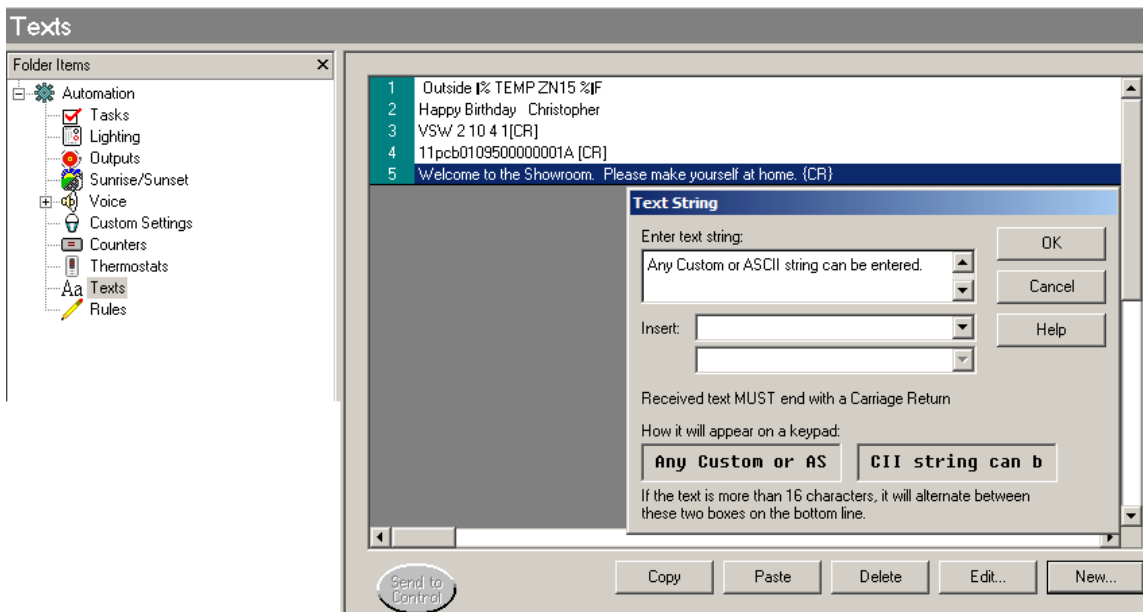 Texts
Folder Items
Automation
Tasks
Lighting
Outputs
Sunrise/Sunset
Voice
Custom Settings
Counters
Thermostats
Aa Texts
Rules
1 Outside |% TEMP ZN15 %|F
2 Happy Birthday Christopher
3 VSW 2 10 4 1[CR]
4 11pcb0109500000001A [CR]
5 Welcome to the Showroom. Please make yourself at home. {CR}
Text String
Enter text string:
Any Custom or ASCII string can be entered.
OK
Cancel
Help
Insert:
Received text MUST end with a Carriage Return
How it will appear on a keypad:
Any Custom or AS CII string can b
If the text is more than 16 characters, it will alternate between
these two boxes on the bottom line.
Send to
Control
Copy Paste Delete Edit... New...